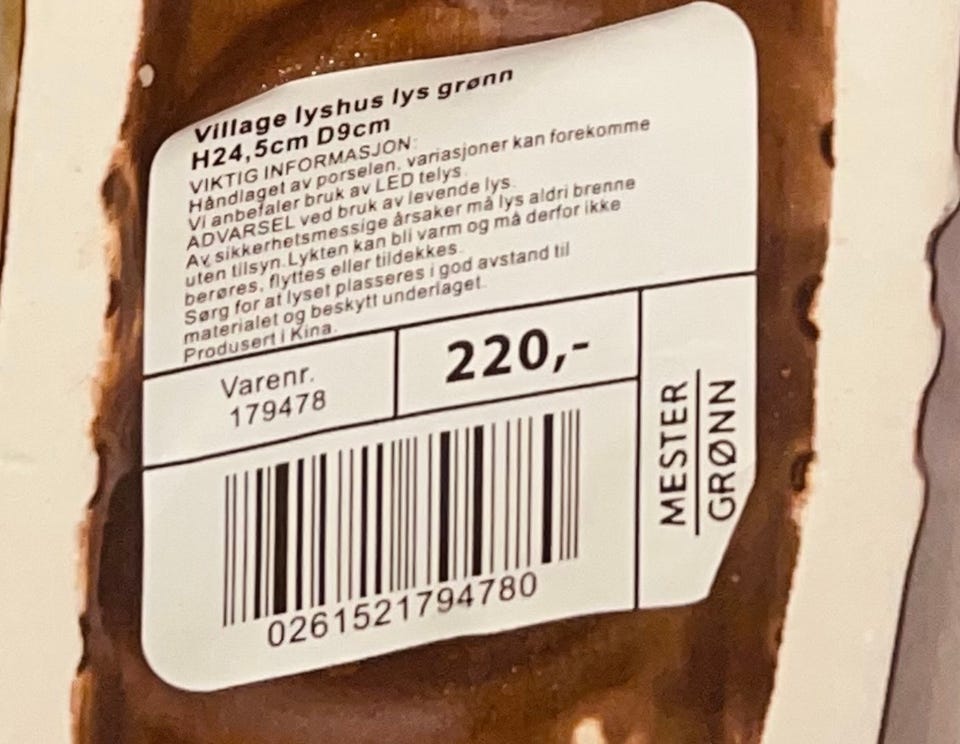 Village lyshus lys grønn
H24,5cm D9cm
VIKTIG INFORMASJON:
Håndlaget av porselen, variasjoner kan forekomme
Vi anbefaler bruk av LED telys.
ADVARSEL ved bruk av levende lys.
Av sikkerhetsmessige årsaker må lys aldri brenne
uten tilsyn. Lykten kan bli varm og må derfor ikke
berøres, flyttes eller tildekkes.
Sørg for at lyset plasseres i god avstand til
materialet og beskytt underlaget.
Produsert i Kina.
Varenr.
179478
220,-
0261521794780
MESTER
GRØNN